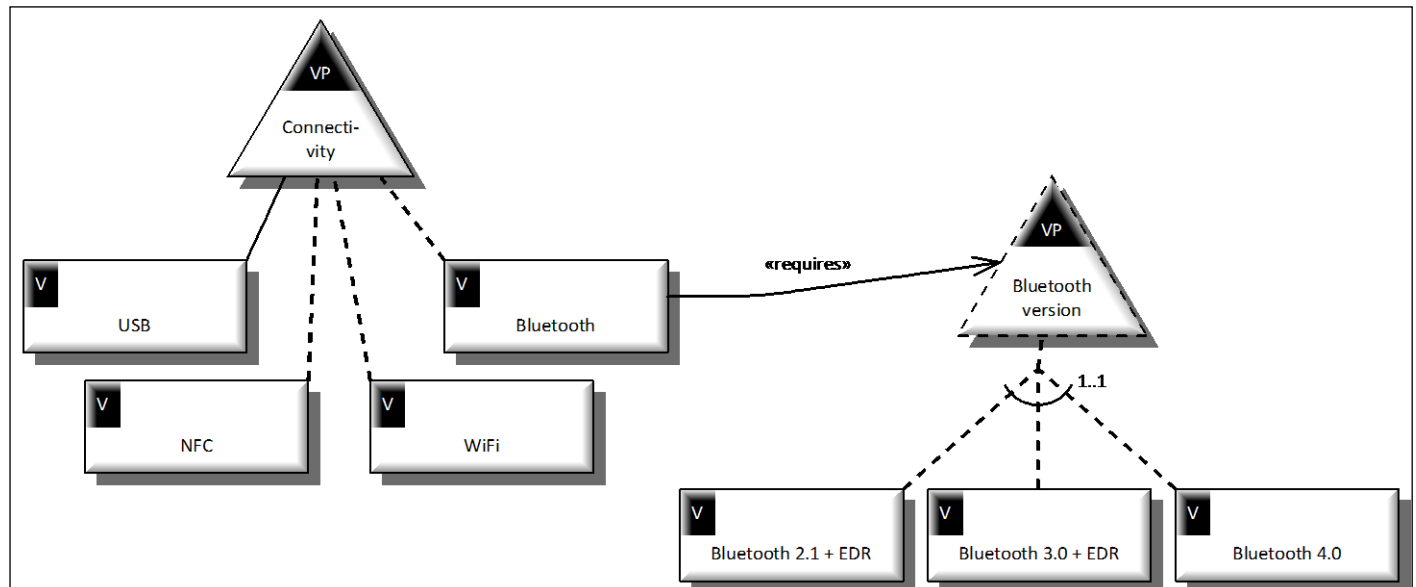 VP
Connecti-
vity
VP
Bluetooth
version
V
USB
V
Bluetooth
«requires»
1..1
V
NFC
V
WiFi
V
Bluetooth 2.1 + EDR
V
Bluetooth 3.0 + EDR
V
Bluetooth 4.0